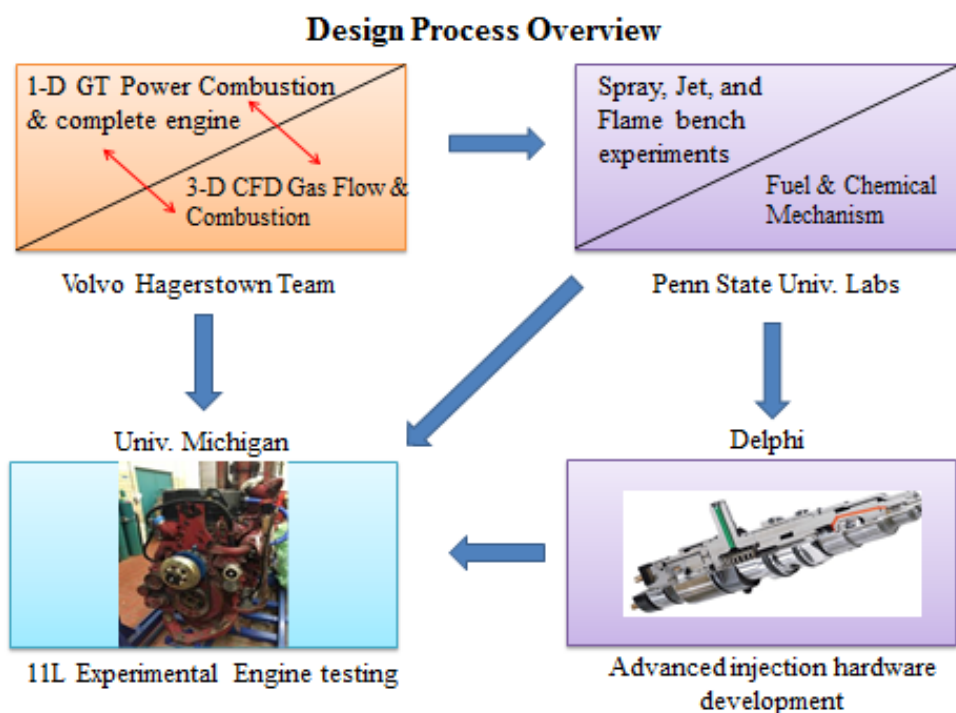 Design Process Overview
1-D GT Power Combustion
& complete engine
3-D CFD Gas Flow &
Combustion
Volvo Hagerstown Team
Spray, Jet, and
Flame bench
experiments
Fuel & Chemical
Mechanism
Penn State Univ. Labs
Univ. Michigan
11L Experimental Engine testing
Delphi
Advanced injection hardware
development